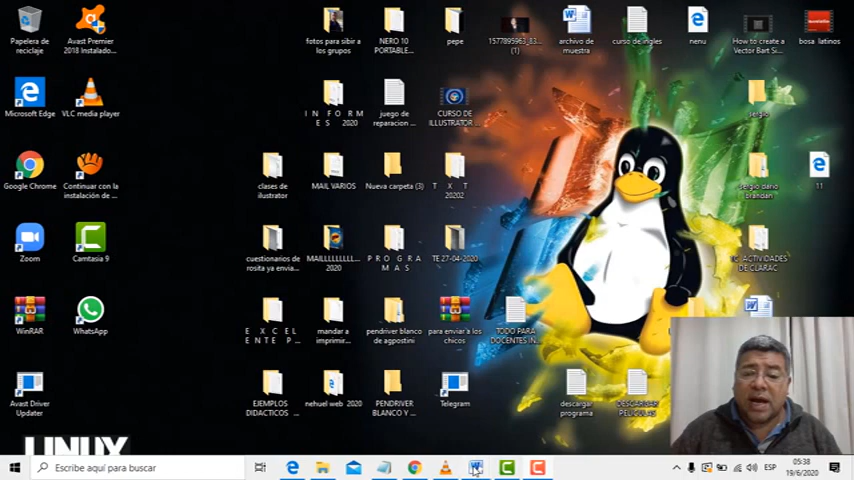 Papelera de
reciclaje
Avast Premier
2018 Instalado...
fotos para sibir a
los grupos
NERO 10
PORTABLE...
pepe
1577895963_83...
(1)
archivo de
muestra
curso de ingles
nenu
How to create a
Vector Bart Si...
bosa_latinos
Microsoft Edge
VLC media player
I N F O R M
E S 2020
juego de
reparacion ...
CURSO DE
ILLUSTRATOR ...
sergio
Google Chrome
Continuar con la
instalación de ...
clases de
ilustrator
MAIL VARIOS
Nueva carpeta (3)
T X T
20202
sergio dario
brandan
11
Zoom
Camtasia 9
cuestionarios de
rosita ya envia...
MAILLLLLLLLL...
2020
P R O G R A
M A S
TE 27-04-2020
ACTIVIDADES
DE CLARAC
WinRAR
WhatsApp
E X C E L
E N T E P ...
mandar a
imprimir...
pendriver blanco
de agpostini
para enviar a los
chicos
TODO PARA
DOCENTES IN...
Avast Driver
Updater
EJEMPLOS
DIDACTICOS ...
nehuel web 2020
PENDRIVER
BLANCO Y ...
Telegram
descargar
programa
DESCARGAR
PELICULAS
LINUX
Escribe aquí para buscar
ESP
05:38
19/6/2020